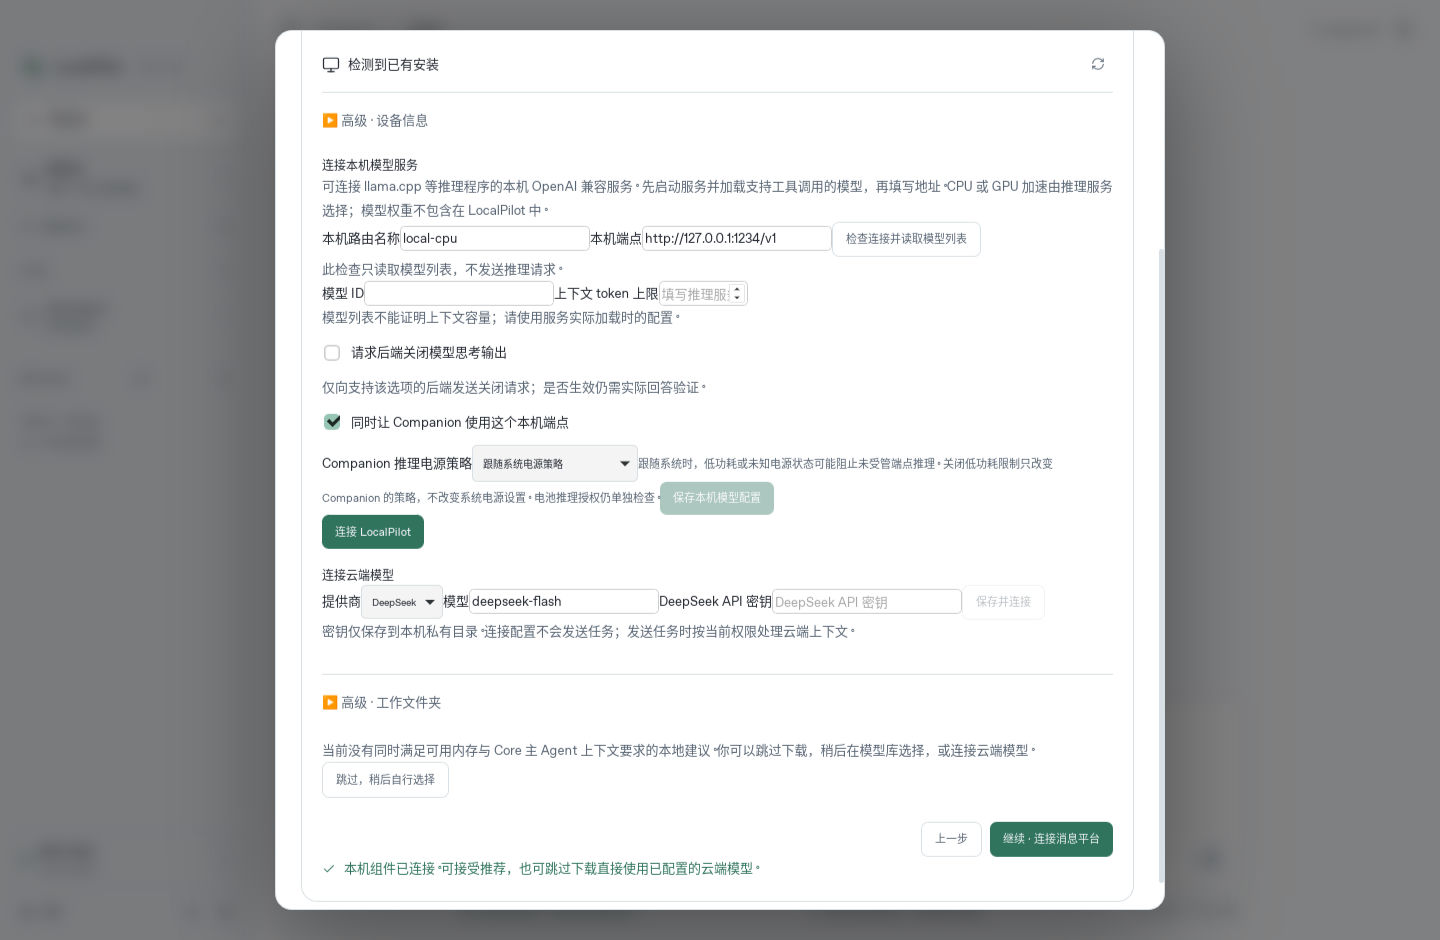 检测到已有安装
▶️ 高级 · 设备信息
连接本机模型服务
可连接 llama.cpp 等推理程序的本机 OpenAI 兼容服务。先启动服务并加载支持工具调用的模型，再填写地址。CPU 或 GPU 加速由推理服务
选择；模型权重不包含在 LocalPilot 中。
本机路由名称 local-cpu 本机端点 http://127.0.0.1:1234/v1 检查连接并读取模型列表
此检查只读取模型列表，不发送推理请求。
模型 ID 上下文 token 上限 填写推理服
模型列表不能证明上下文容量；请使用服务实际加载时的配置。
请求后端关闭模型思考输出
仅向支持该选项的后端发送关闭请求；是否生效仍需实际回答验证。
同时让 Companion 使用这个本机端点
Companion 推理电源策略 跟随系统电源策略 跟随系统时，低功耗或未知电源状态可能阻止未受管端点推理。关闭低功耗限制只改变
Companion 的策略，不改变系统电源设置。电池推理授权仍单独检查。 保存本机模型配置
连接 LocalPilot
连接云端模型
提供商 DeepSeek 模型 deepseek-flash DeepSeek API 密钥 DeepSeek API 密钥 保存并连接
密钥仅保存到本机私有目录。连接配置不会发送任务；发送任务时按当前权限处理云端上下文。
▶️ 高级 · 工作文件夹
当前没有同时满足可用内存与 Core 主 Agent 上下文要求的本地建议。你可以跳过下载，稍后在模型库选择，或连接云端模型。
跳过，稍后自行选择
上一步 继续 · 连接消息平台
本机组件已连接。可接受推荐，也可跳过下载直接使用已配置的云端模型。